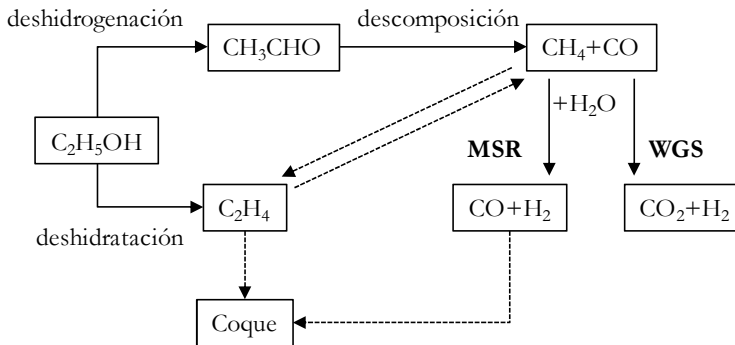 deshidrogenación
descomposición
CH₃CHO
CH₄+CO
+H₂O
C₂H₅OH
MSR
WGS
C₂H₄
CO+H₂
CO₂+H₂
deshidratación
Coque